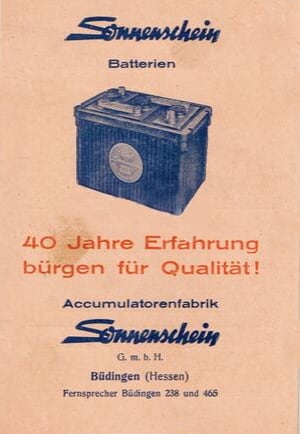 Sonnenschein
Batterien
40 Jahre Erfahrung
bürgen für Qualität!
Accumulatorenfabrik
Sonnenschein
G. m. b. H.
Büdingen (Hessen)
Fernsprecher Büdingen 238 und 465